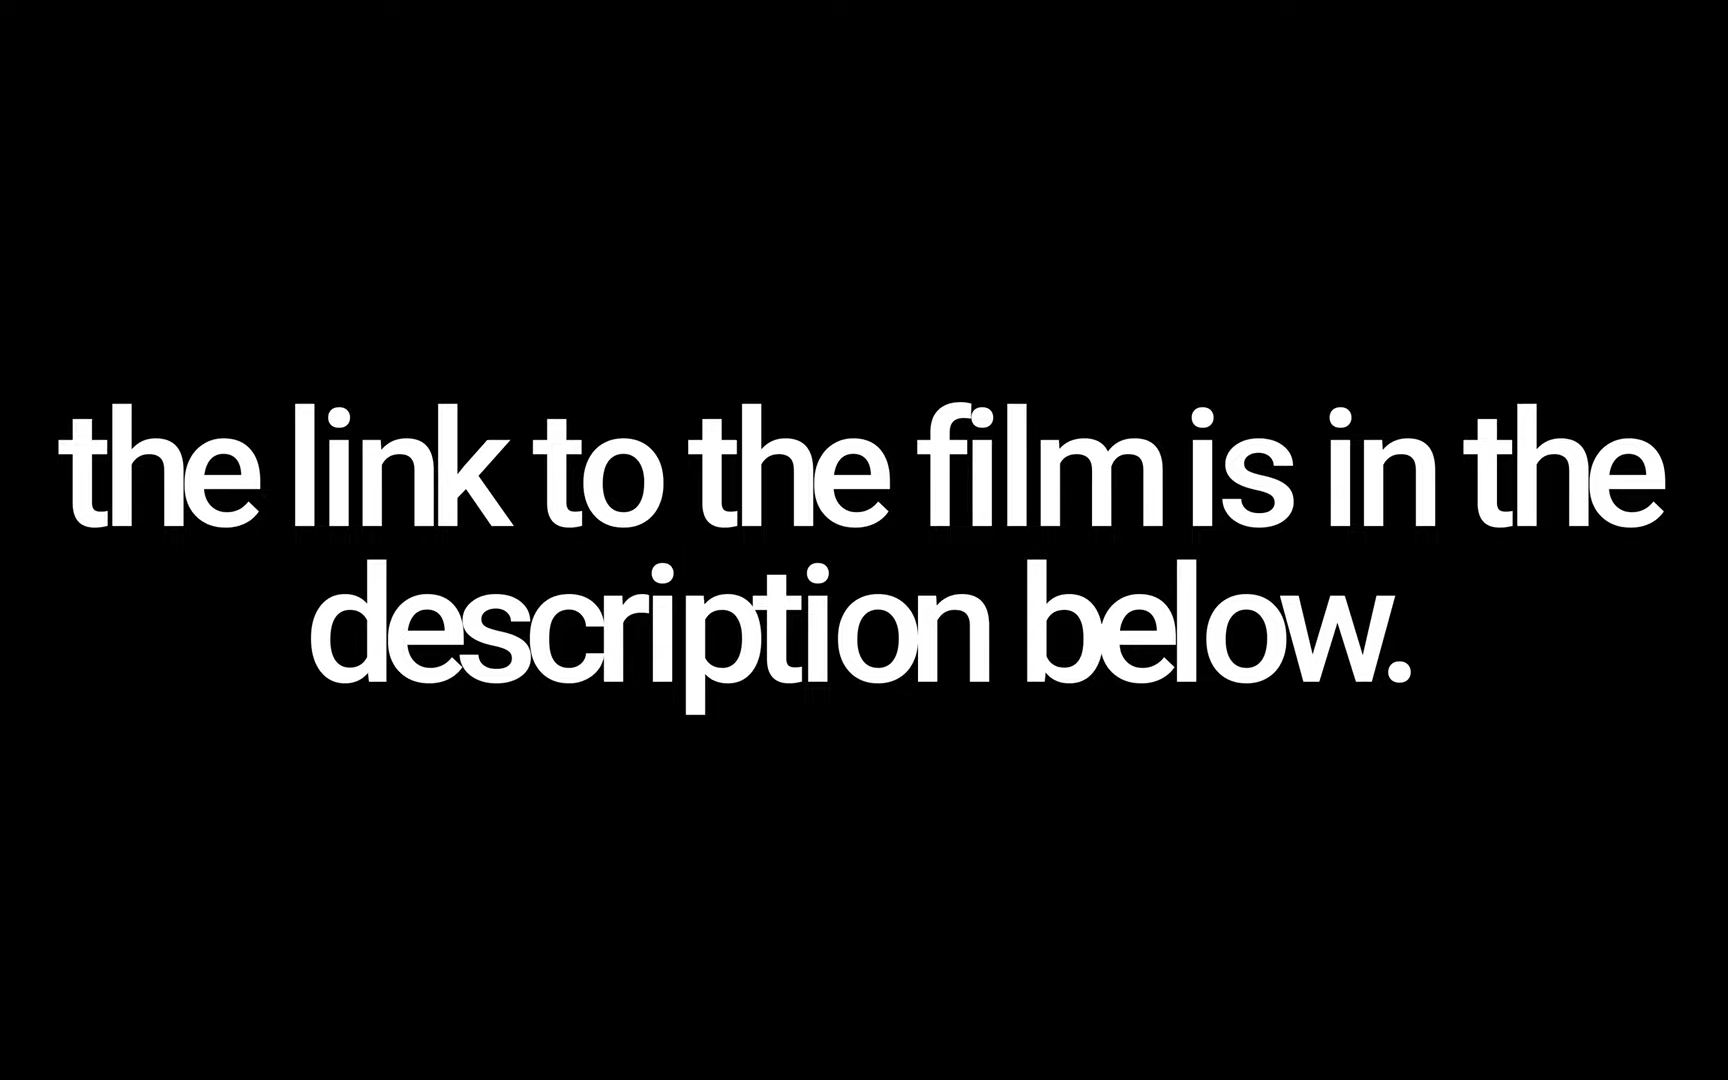 the link to the film is in the
description below.